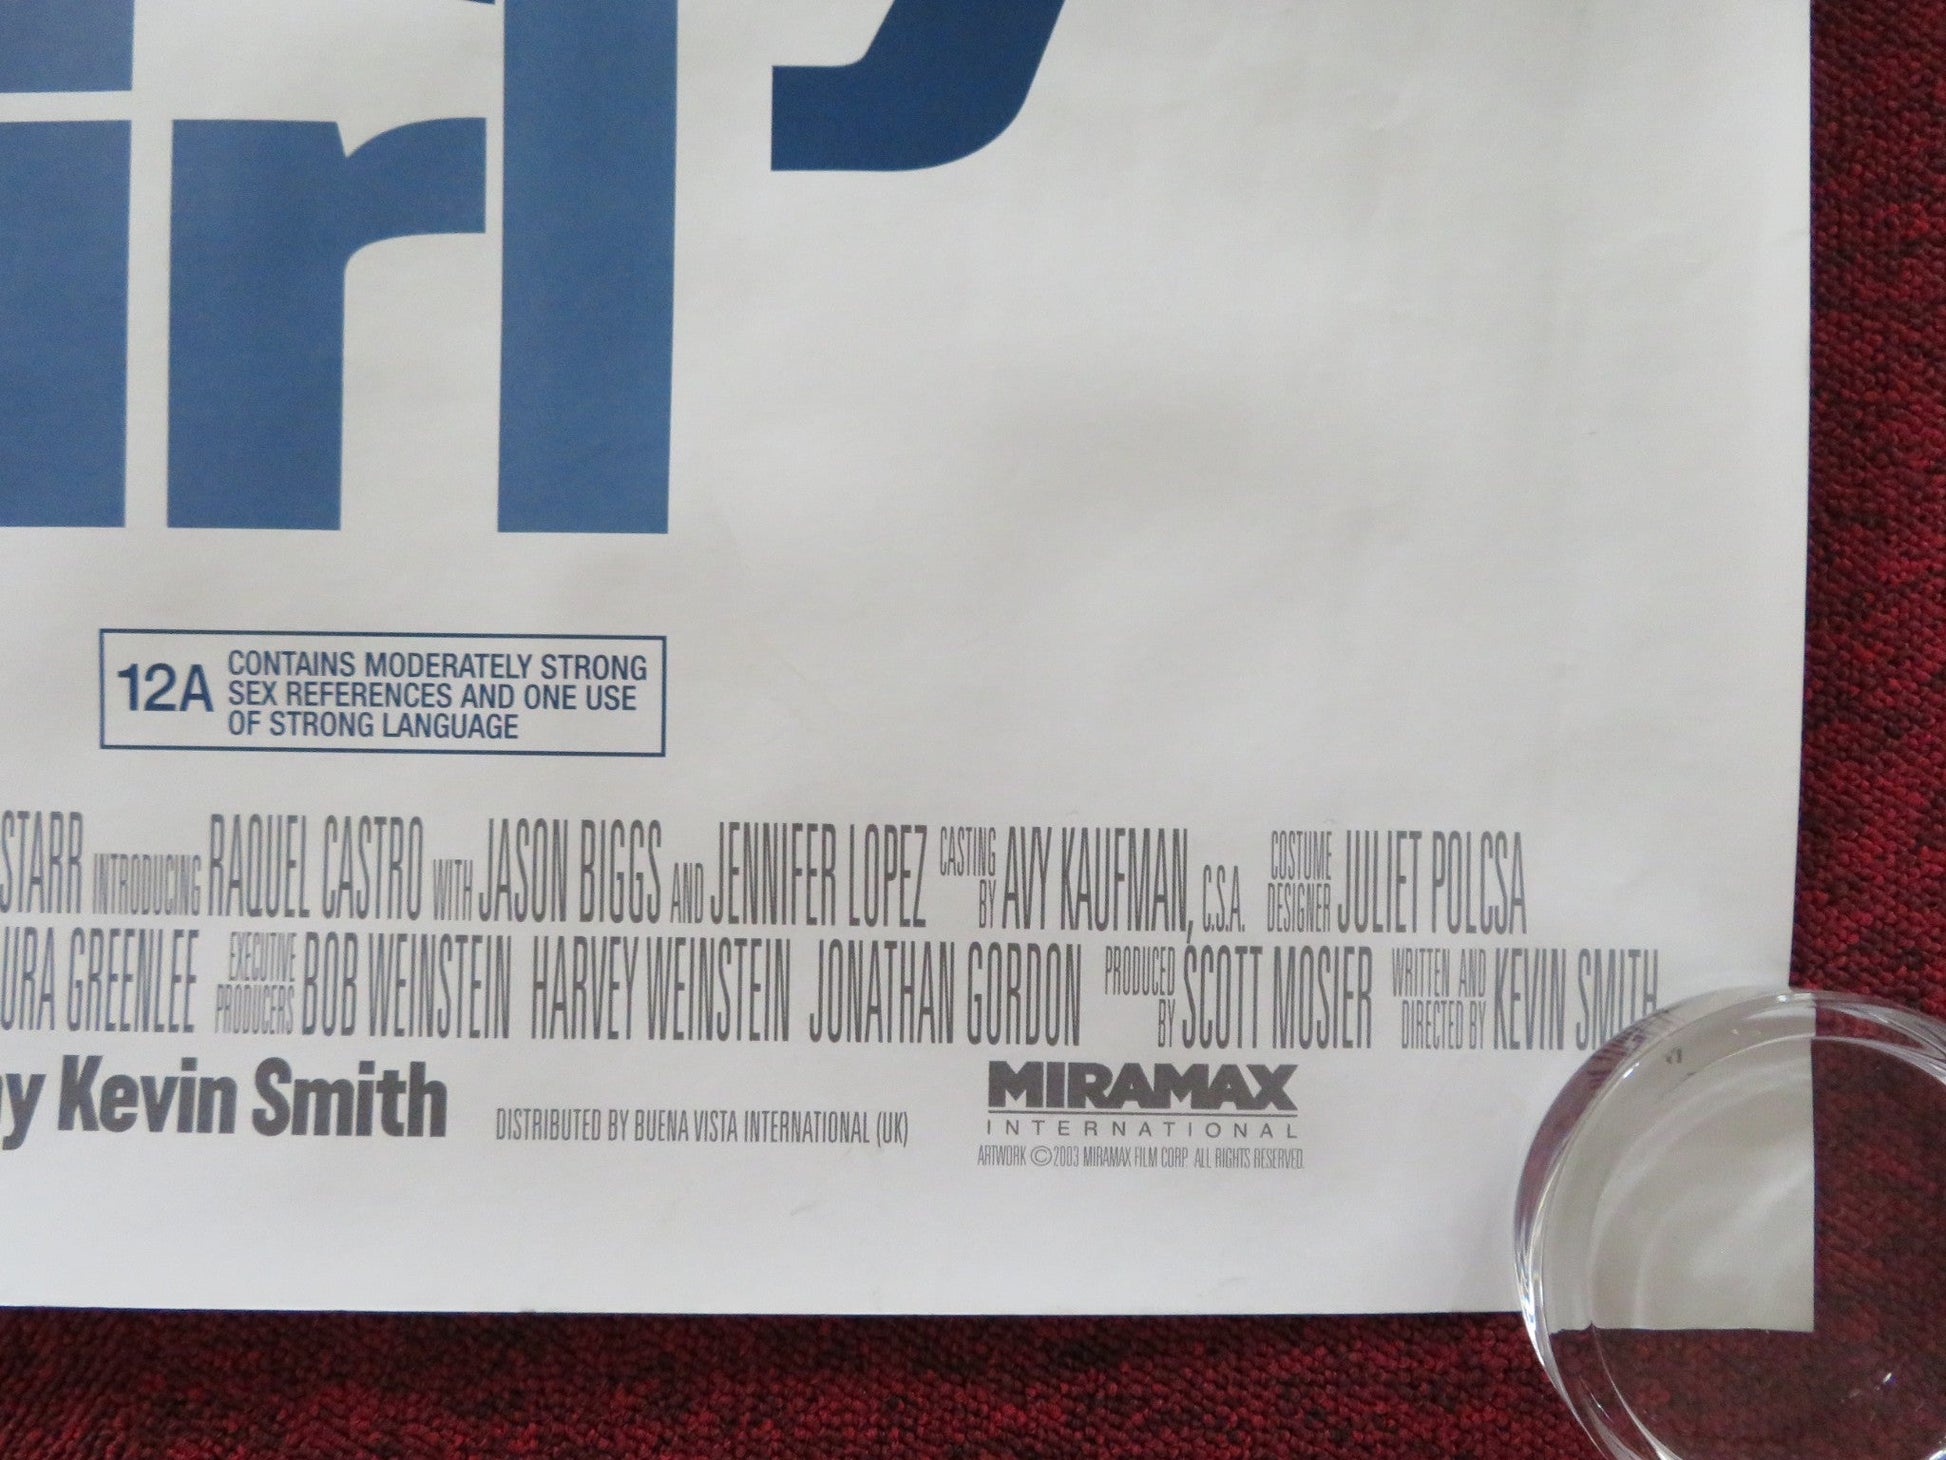 y
irl
12A CONTAINS MODERATELY STRONG
SEX REFERENCES AND ONE USE
OF STRONG LANGUAGE
STARR INTRODUCING RAQUEL CASTRO WITH JASON BIGGS AND JENNIFER LOPEZ CASTING BY AVY KAUFMAN, C.S.A. COSTUME DESIGNER JULIET POLCSA
URA GREENLEE EXECUTIVE PRODUCERS BOB WEINSTEIN HARVEY WEINSTEIN JONATHAN GORDON PRODUCED BY SCOTT MOSIER WRITTEN AND DIRECTED BY KEVIN SMITH
y Kevin Smith DISTRIBUTED BY BUENA VISTA INTERNATIONAL (UK)
MIRAMAX
INTERNATIONAL
ARTWORK ©2003 MIRAMAX FILM CORP. ALL RIGHTS RESERVED.